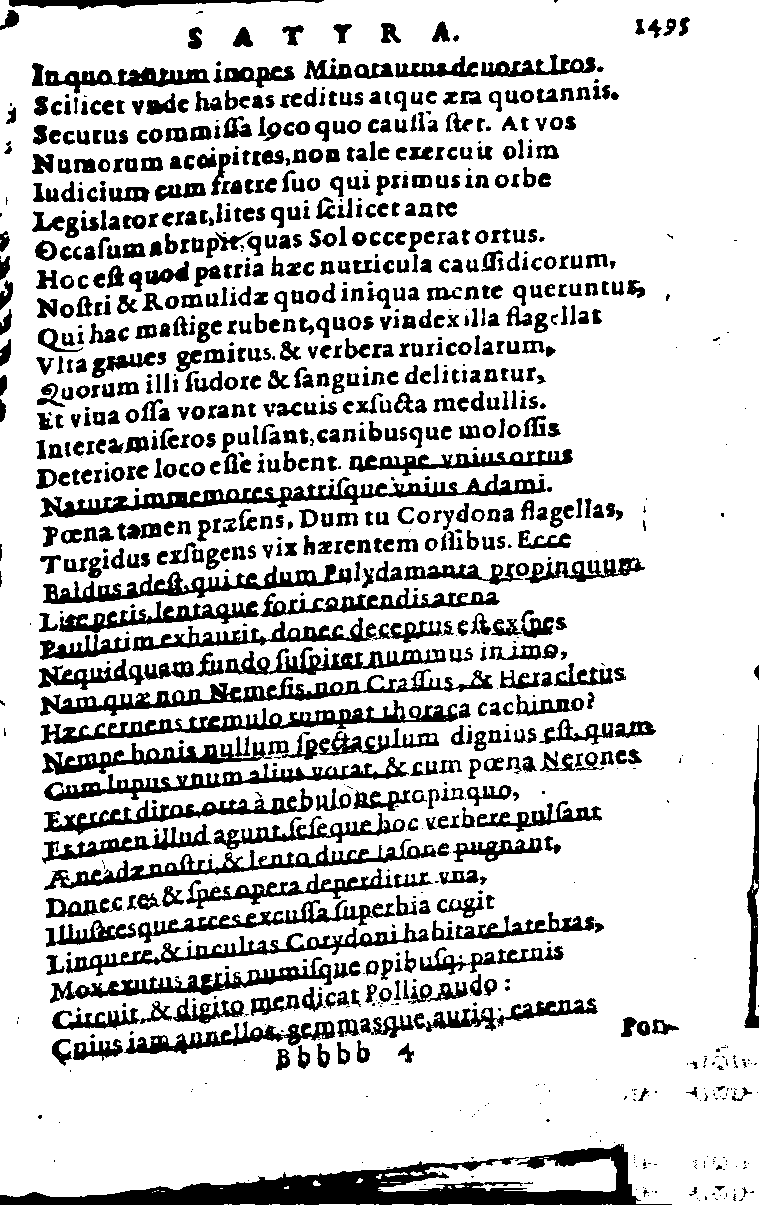 SATYRA. 1495
In quo tantum inopes Minotaurus deuorat Iros.
Scilicet vnde habeas reditus atque æra quotannis.
Securus commiſſa loco quo cauſſa ſtet. At vos
Numorum accipitres, non tale exercuit olim
Iudicium cum fratre ſuo qui primus in orbe
Legislator erat, lites qui ſcilicet ante
Occaſum abrupit, quas Sol occeperat ortus.
Hoc eſt quod patria hæc nutricula cauſſidicorum,
Noſtri & Romulidæ quod iniqua mente queruntur,
Qui hac maſtige rubent, quos vindex illa flagellat
Vlta graues gemitus. & verbera ruricolarum,
Quorum illi ſudore & ſanguine delitiantur,
Et viua oſſa vorant vacuis exſucta medullis.
Interea miſeros pulſant, canibusque moloſſis
Deteriore loco eſſe iubent. nempe vnius ortus
Naturæ immemores patriſque vnius Adami.
Pœna tamen præſens, Dum tu Corydona flagellas,
Turgidus exſugens vix hærentem oſſibus. Ecce
Baldus adeſt, qui te dum Pulydamanta propinquum
Lite petis, lentaque fori contendis arena
Paullatim exhaurit, donec deceptus eſt ex ſpes
Nequidquam fundo ſuſpiret nummus in imo,
Nam quæ non Nemeſis, non Craſſus, & Heracletus
Hæc cernens tremulo rumpat thoraca cachinno?
Nempe bonis nullum ſpectaculum dignius eſt, quam
Cum lupus vnum alius vorat, & cum pœna Nerones
Exercet diros, orta à nebulone propinquo,
Et tamen illud agunt, ſeſeque hoc verbere pulſant
Æneadæ noſtri, & lento duce Iaſone pugnant,
Donec res & ſpes opera deperditur vna,
Illuſtresque arces excuſſa ſuperbia cogit
Linquere, & incultas Corydoni habitare latebras,
Mox exutus agris numiſque opibuſq; paternis
Circuit, & digito mendicat Pollio nudo:
Cuius iam annellos, gemmasque, auriq; catenas
Bbbbb 4 Pon-